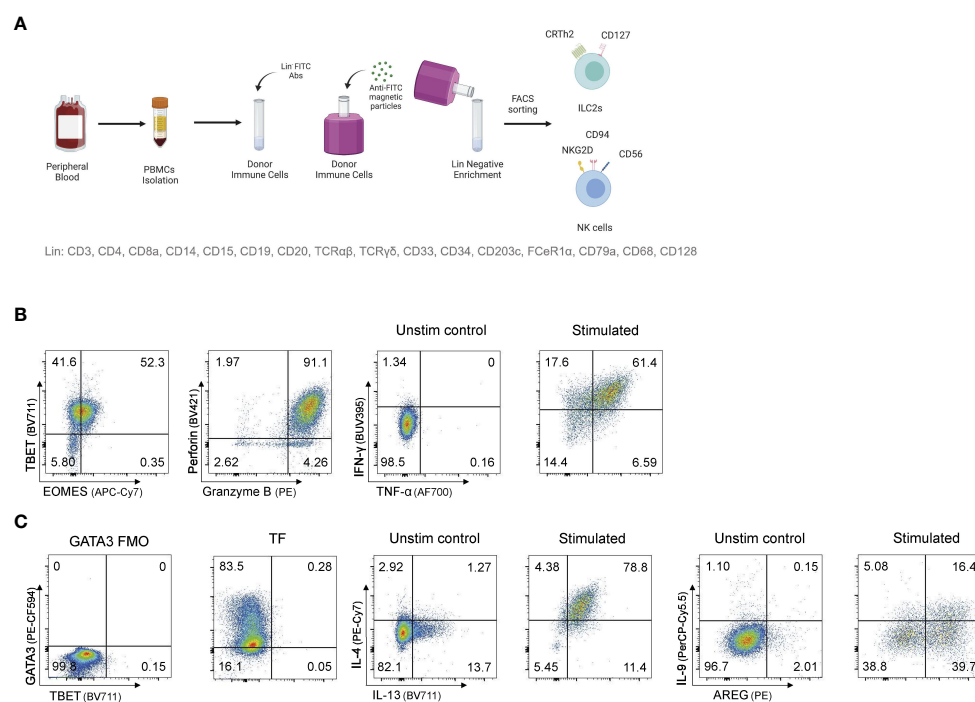 A
CRTh2
CD127
Lin⁻ FITC
Abs
Anti-FITC
magnetic
particles
FACS
sorting
ILC2s
CD94
NKG2D
CD56
Peripheral
Blood
PBMCs
Isolation
Donor
Immune Cells
Donor
Immune Cells
Lin Negative
Enrichment
NK cells
Lin: CD3, CD4, CD8a, CD14, CD15, CD19, CD20, TCRαβ, TCRγδ, CD33, CD34, CD203c, FCeR1α, CD79a, CD68, CD128
B
Unstim control
Stimulated
TBET (BV711)
41.6
52.3
5.80
0.35
EOMES (APC-Cy7)
Perforin (BV421)
1.97
91.1
2.62
4.26
Granzyme B (PE)
IFN-γ (BUV395)
1.34
0
98.5
0.16
TNF-α (AF700)
17.6
61.4
14.4
6.59
C
GATA3 FMO
TF
Unstim control
Stimulated
Unstim control
Stimulated
GATA3 (PE-CF594)
0
0
99.8
0.15
TBET (BV711)
83.5
0.28
16.1
0.05
IL-4 (PE-Cy7)
2.92
1.27
82.1
13.7
IL-13 (BV711)
4.38
78.8
5.45
11.4
IL-9 (PerCP-Cy5.5)
1.10
0.15
96.7
2.01
AREG (PE)
5.08
16.4
38.8
39.7